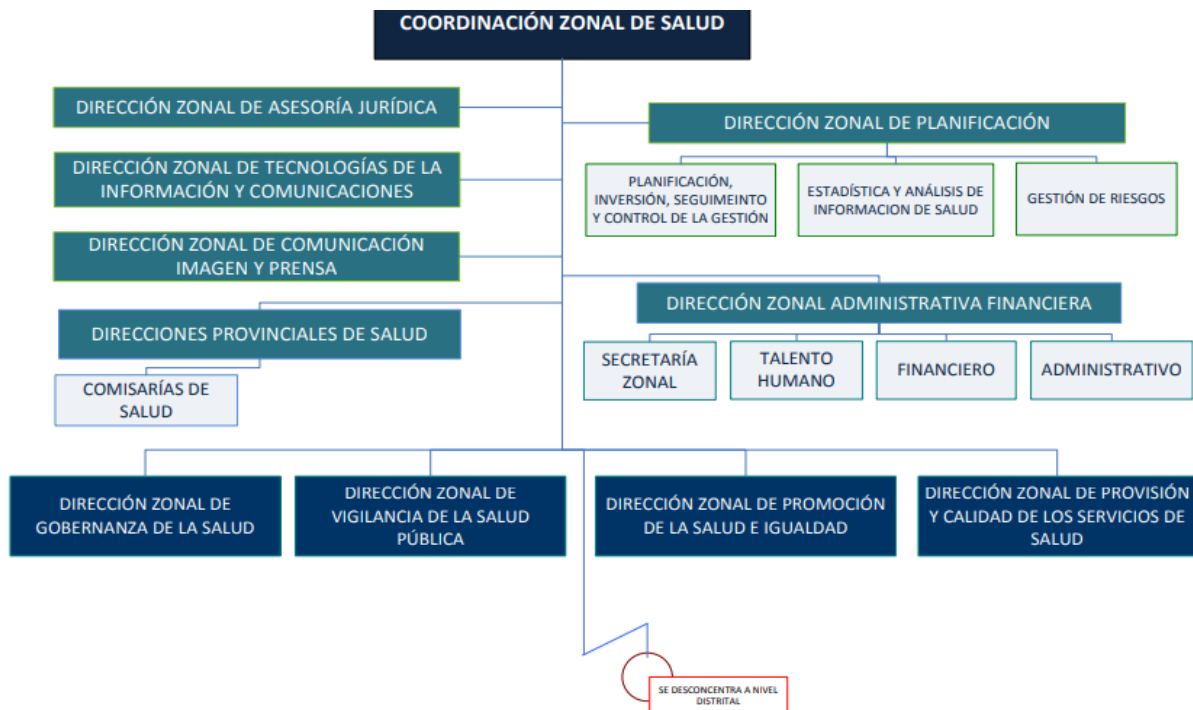 COORDINACIÓN ZONAL DE SALUD
DIRECCIÓN ZONAL DE ASESORÍA JURÍDICA
DIRECCIÓN ZONAL DE PLANIFICACIÓN
DIRECCIÓN ZONAL DE TECNOLOGÍAS DE LA
INFORMACIÓN Y COMUNICACIONES
PLANIFICACIÓN,
INVERSIÓN, SEGUIMEINTO
Y CONTROL DE LA GESTIÓN
ESTADÍSTICA Y ANÁLISIS DE
INFORMACION DE SALUD
GESTIÓN DE RIESGOS
DIRECCIÓN ZONAL DE COMUNICACIÓN
IMAGEN Y PRENSA
DIRECCIÓN ZONAL ADMINISTRATIVA FINANCIERA
DIRECCIONES PROVINCIALES DE SALUD
SECRETARÍA
ZONAL
TALENTO
HUMANO
FINANCIERO
ADMINISTRATIVO
COMISARÍAS DE
SALUD
DIRECCIÓN ZONAL DE
GOBERNANZA DE LA SALUD
DIRECCIÓN ZONAL DE
VIGILANCIA DE LA SALUD
PÚBLICA
DIRECCIÓN ZONAL DE PROMOCIÓN
DE LA SALUD E IGUALDAD
DIRECCIÓN ZONAL DE PROVISIÓN
Y CALIDAD DE LOS SERVICIOS DE
SALUD
SE DESCONCENTRA A NIVEL
DISTRITAL